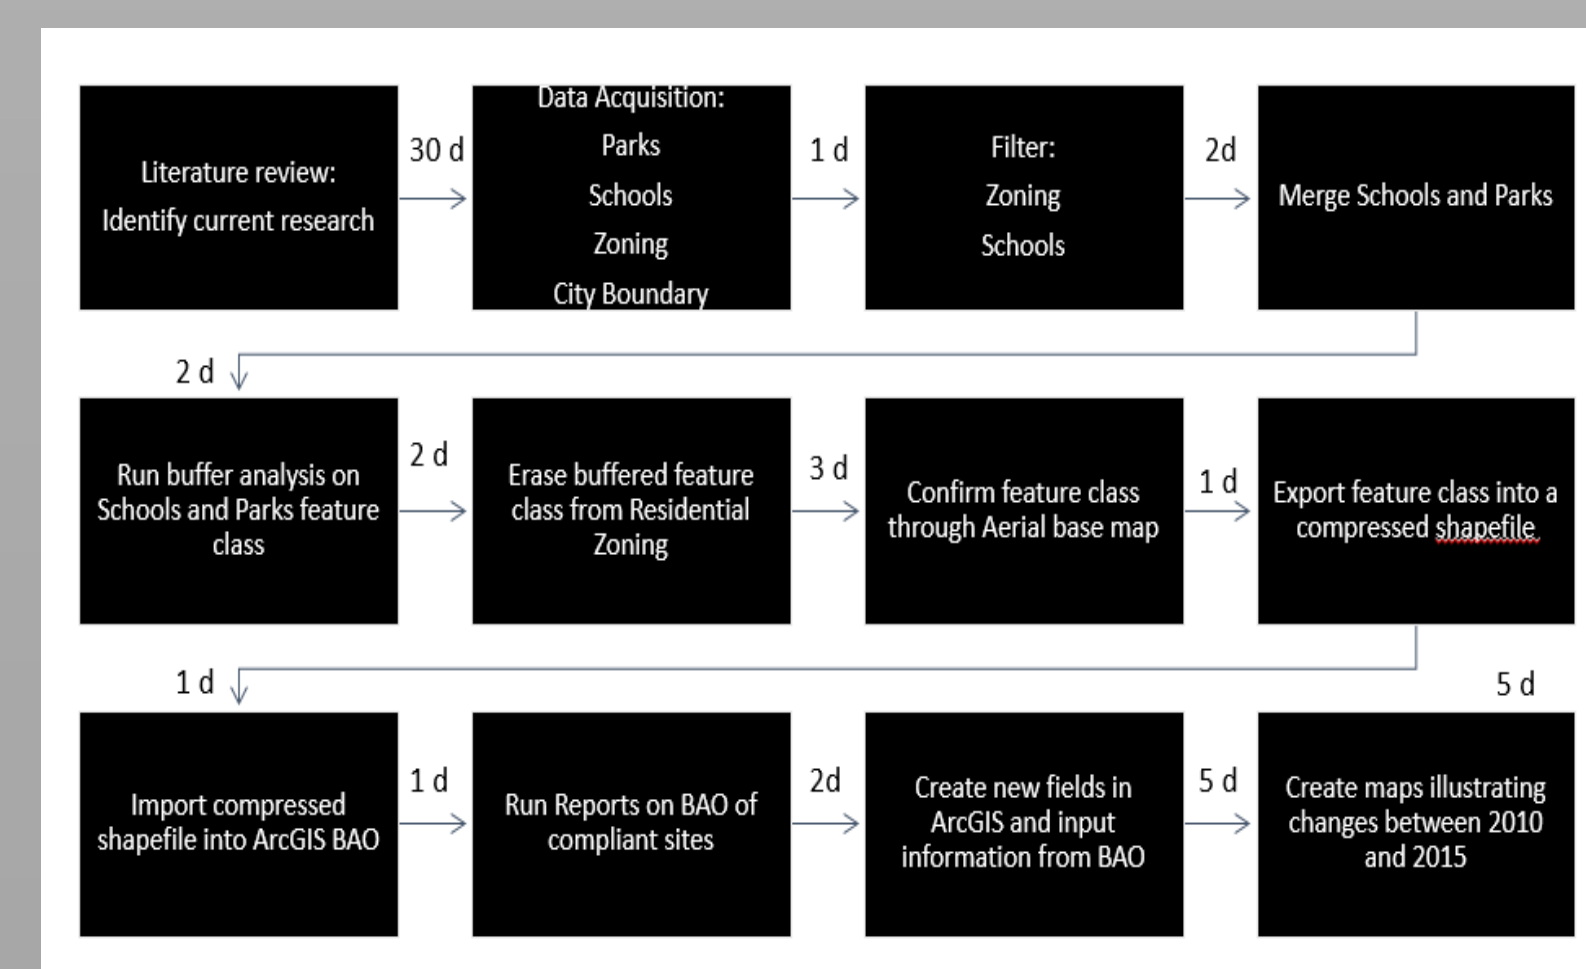 Literature review:
Identify current research
30 d
Data Acquisition:
Parks
Schools
Zoning
City Boundary
1 d
Filter:
Zoning
Schools
2d
Merge Schools and Parks
2 d
Run buffer analysis on
Schools and Parks feature
class
2 d
Erase buffered feature
class from Residential
Zoning
3 d
Confirm feature class
through Aerial base map
1 d
Export feature class into a
compressed shapefile
1 d
Import compressed
shapefile into ArcGIS BAO
1 d
Run Reports on BAO of
compliant sites
2d
Create new fields in
ArcGIS and input
information from BAO
5 d
5 d
Create maps illustrating
changes between 2010
and 2015